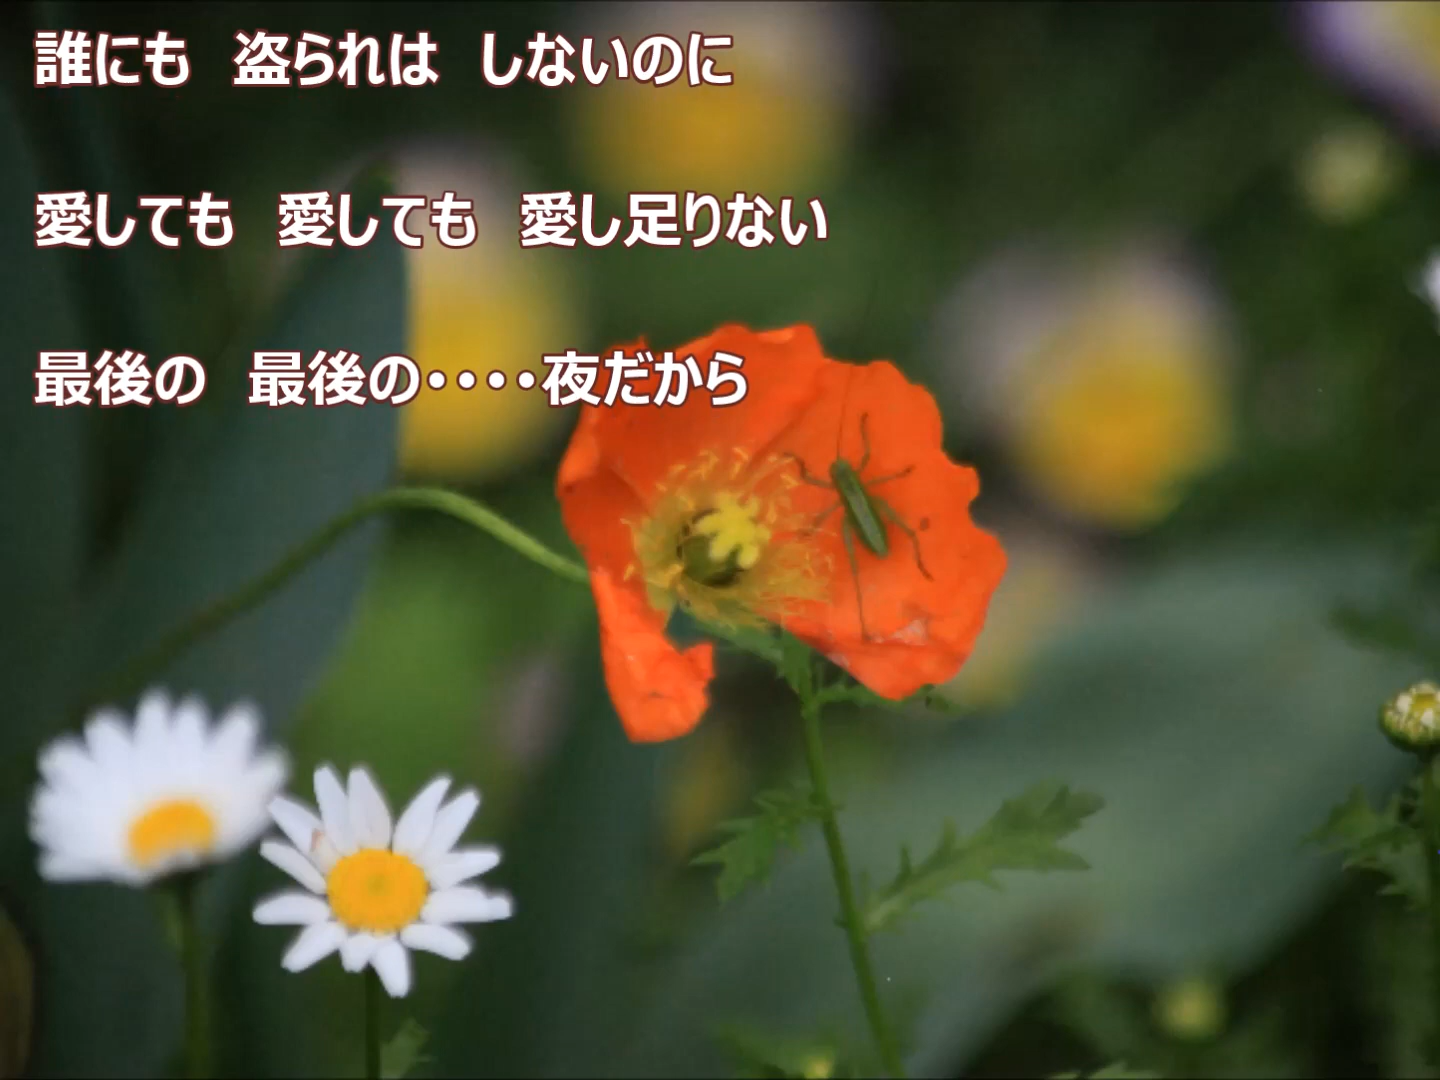 誰にも　盗られは　しないのに
愛しても　愛しても　愛し足りない
最後の　最後の・・・・夜だから